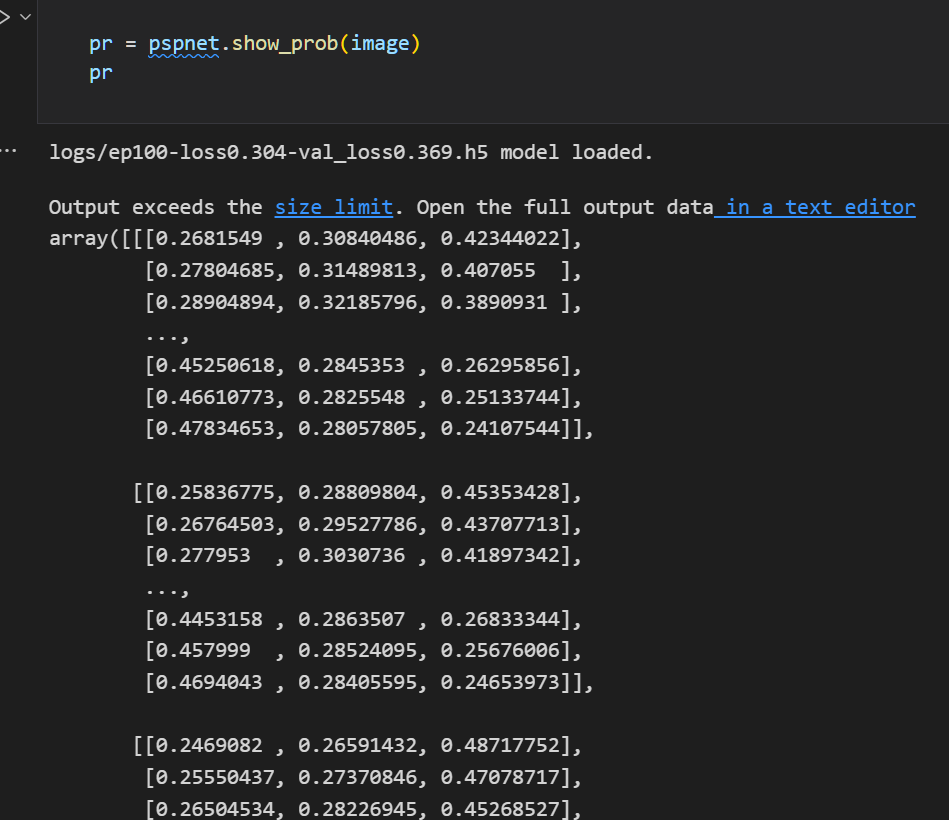 pr = pspnet.show_prob(image)
pr
logs/ep100-loss0.304-val_loss0.369.h5 model loaded.
Output exceeds the size limit. Open the full output data in a text editor
array([[[0.2681549 , 0.30840486, 0.42344022],
[0.27804685, 0.31489813, 0.407055  ],
[0.28904894, 0.32185796, 0.3890931 ],
...,
[0.45250618, 0.2845353 , 0.26295856],
[0.46610773, 0.2825548 , 0.25133744],
[0.47834653, 0.28057805, 0.24107544]],
[[0.25836775, 0.28809804, 0.45353428],
[0.26764503, 0.29527786, 0.43707713],
[0.277953  , 0.3030736 , 0.41897342],
...,
[0.4453158 , 0.2863507 , 0.26833344],
[0.457999  , 0.28524095, 0.25676006],
[0.4694043 , 0.28405595, 0.24653973]],
[[0.2469082 , 0.26591432, 0.48717752],
[0.25550437, 0.27370846, 0.47078717],
[0.26504534, 0.28226945, 0.45268527],